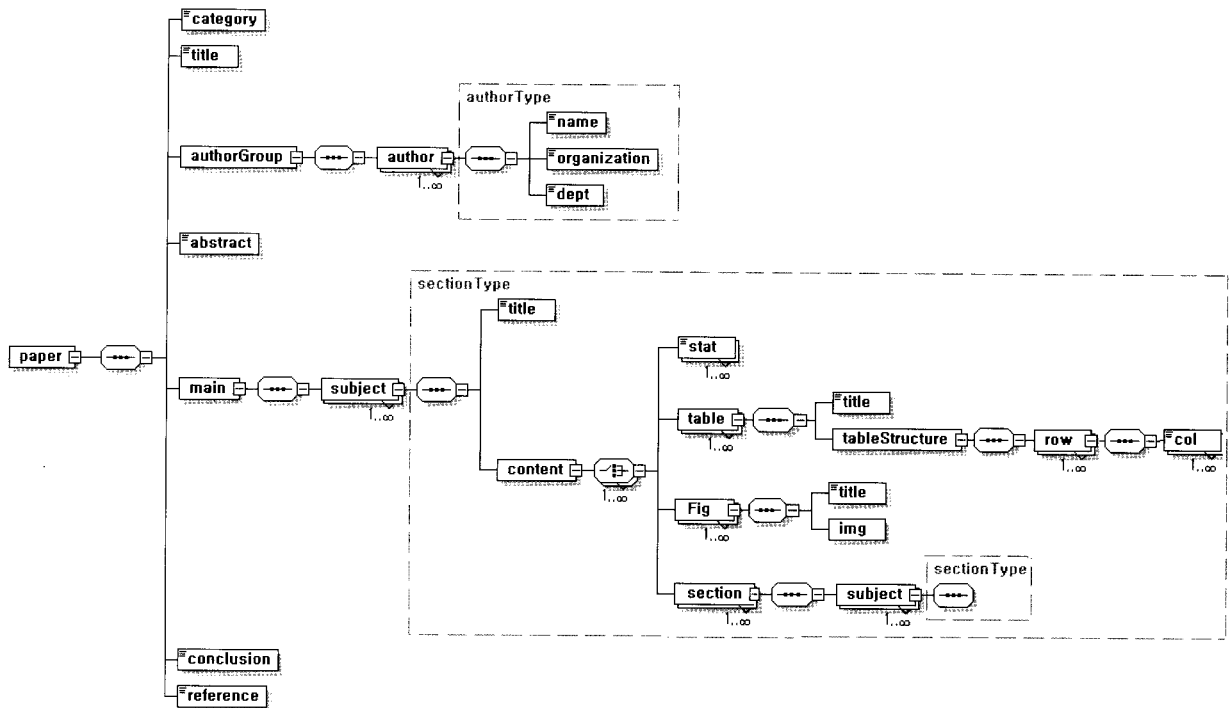 category
title
authorType
name
authorGroup
author
organization
1..∞
dept
abstract
sectionType
title
stat
1..∞
paper
main
subject
1..∞
title
table
tableStructure
row
col
1..∞
1..∞
1..∞
content
1..∞
title
Fig
1..∞
img
sectionType
section
subject
1..∞
1..∞
conclusion
reference